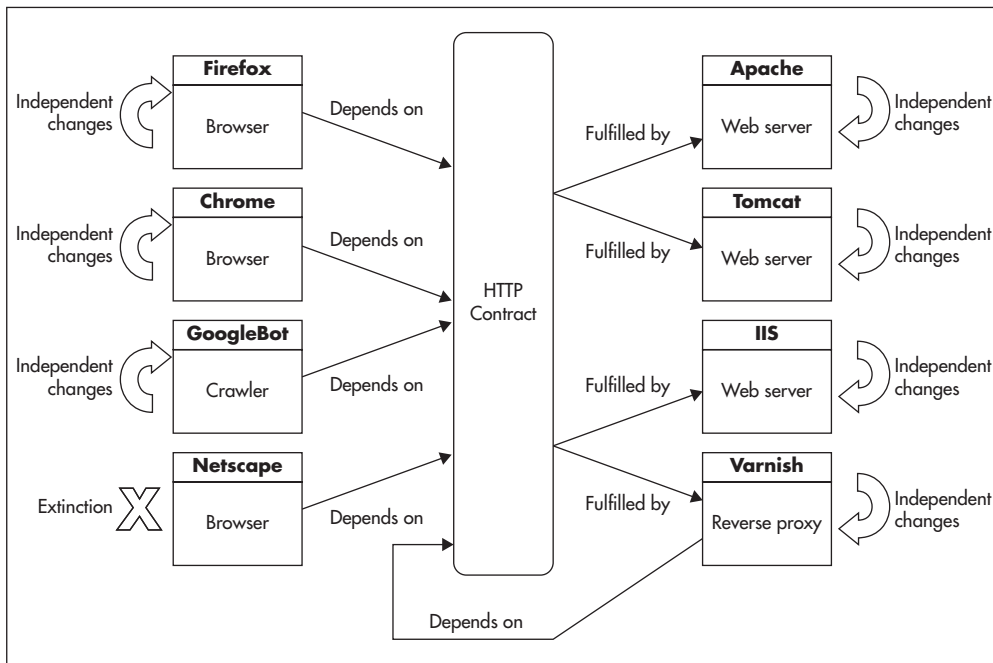 Firefox
Browser
Independent
changes
Depends on
Chrome
Browser
Independent
changes
Depends on
GoogleBot
Crawler
Independent
changes
Depends on
Netscape
Browser
Extinction
X
Depends on
HTTP
Contract
Fulfilled by
Apache
Web server
Independent
changes
Fulfilled by
Tomcat
Web server
Independent
changes
Fulfilled by
IIS
Web server
Independent
changes
Fulfilled by
Varnish
Reverse proxy
Independent
changes
Depends on